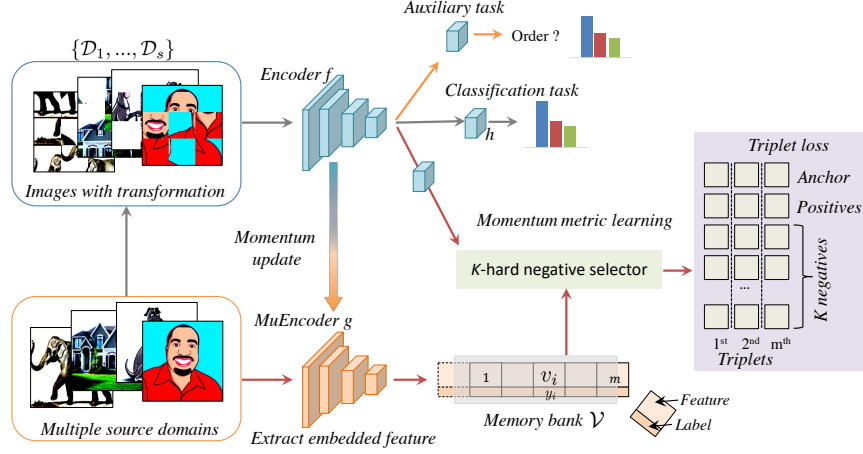 Auxiliary task
Order ?
{D₁, ..., Dₛ}
Encoder f
Classification task
h
Images with transformation
Triplet loss
Anchor
Positives
K negatives
...
1st 2nd mth
Triplets
Momentum
update
Momentum metric learning
K-hard negative selector
MuEncoder g
1 vᵢ m
yᵢ
Feature
Label
Memory bank 𝒱
Multiple source domains
Extract embedded feature